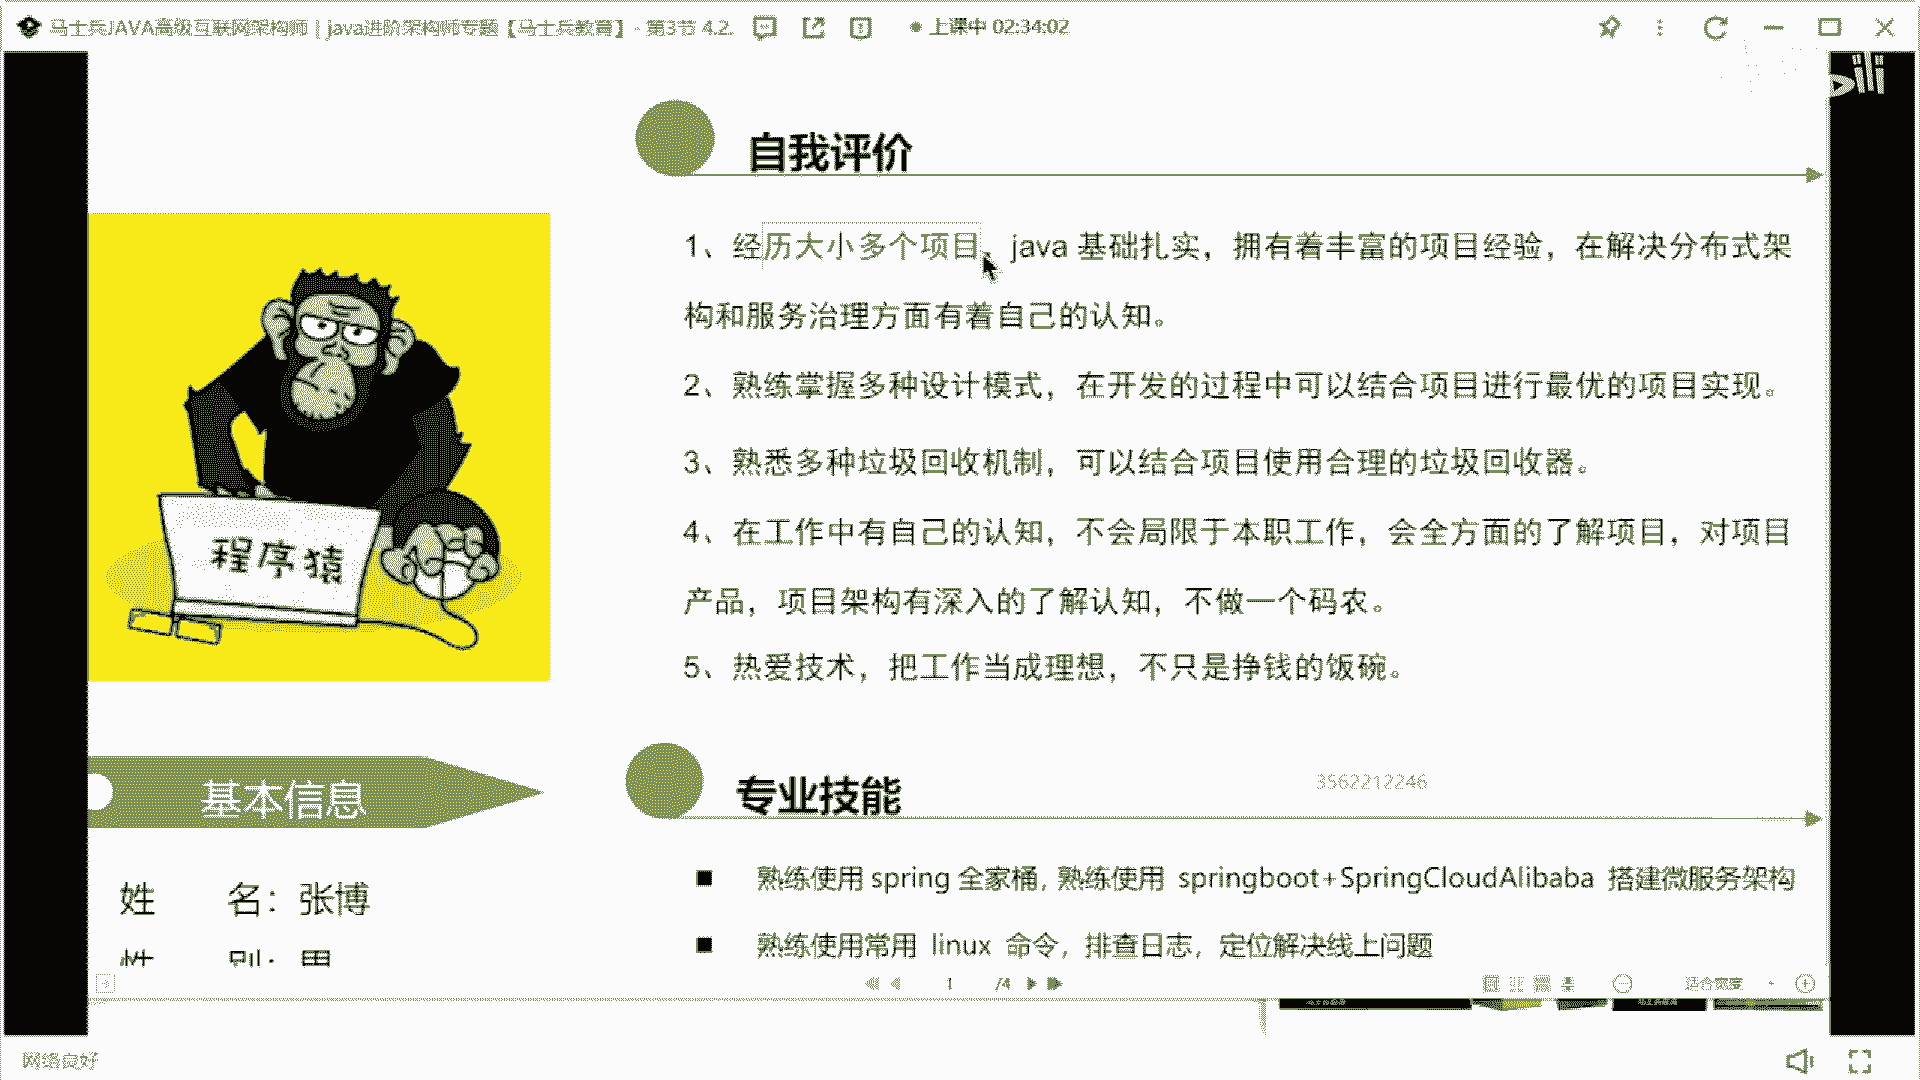 马士兵JAVA高级互联网架构师 | java进阶架构师专题【马士兵教育】- 第3节 4.2.
上课中 02:34:02
自我评价
1、经历大小多个项目，java 基础扎实，拥有着丰富的项目经验，在解决分布式架
构和服务治理方面有着自己的认知。
2、熟练掌握多种设计模式，在开发的过程中可以结合项目进行最优的项目实现。
3、熟悉多种垃圾回收机制，可以结合项目使用合理的垃圾回收器。
4、在工作中有自己的认知，不会局限于本职工作，会全方面的了解项目，对项目
产品，项目架构有深入的了解认知，不做一个码农。
5、热爱技术，把工作当成理想，不只是挣钱的饭碗。
程序猿
基本信息
姓 名：张博
专业技能
3562212246
■ 熟练使用 spring 全家桶, 熟练使用 springboot+SpringCloudAlibaba 搭建微服务架构
■ 熟练使用常用 linux 命令，排查日志，定位解决线上问题
1 /4
适合宽度
网络良好